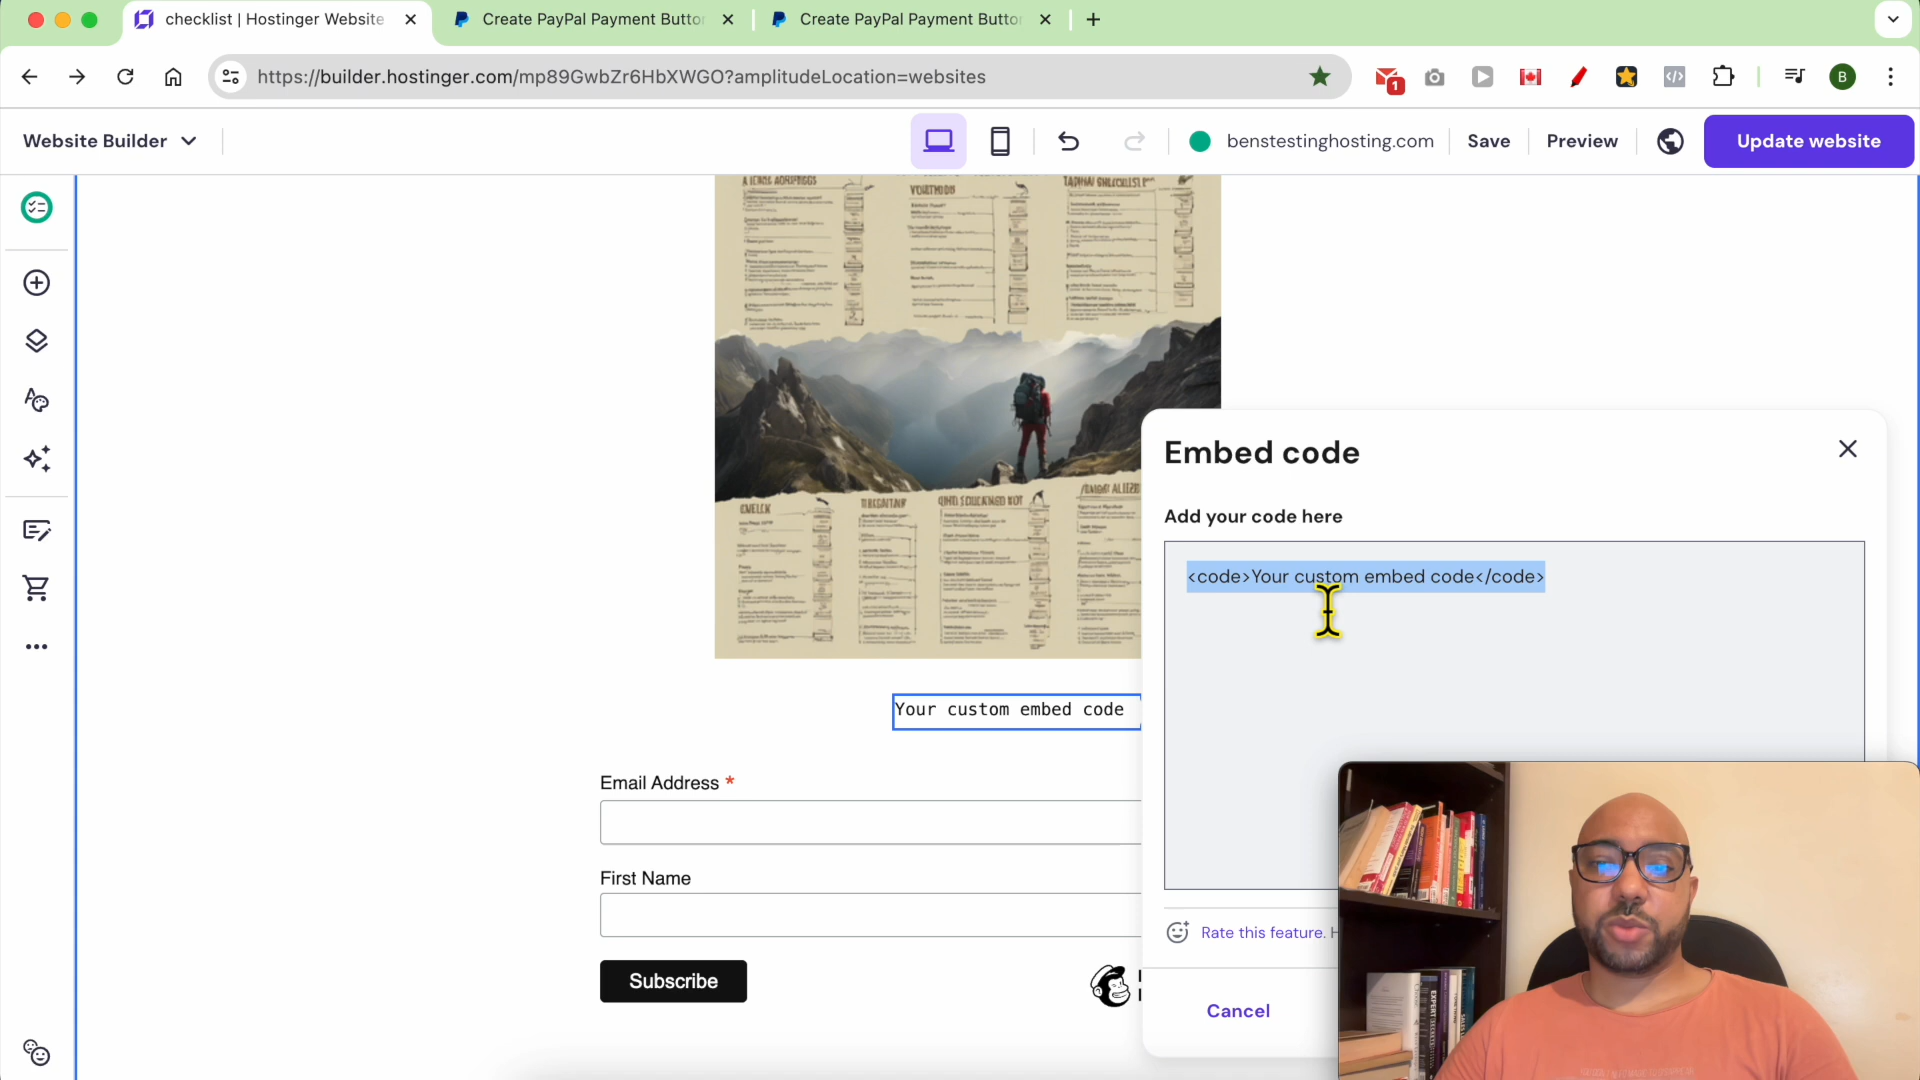 checklist | Hostinger Website
Create PayPal Payment Butto
Create PayPal Payment Butto
https://builder.hostinger.com/mp89GwbZr6HbXWGO?amplitudeLocation=websites
1
B
Website Builder
benstestinghosting.com
Save
Preview
Update website
Embed code
Add your code here
<code>Your custom embed code</code>
Your custom embed code
Email Address *
First Name
Subscribe
Rate this feature. H
Cancel
EXPERT